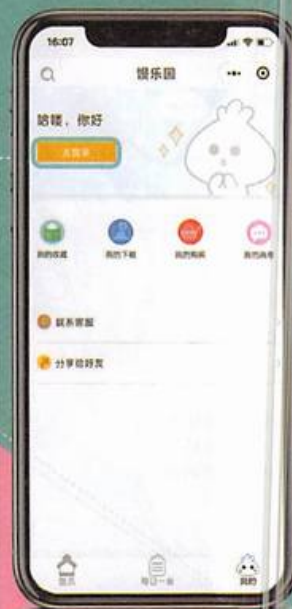 16:07
馍乐园
哈喽，你好
去登录
我的收藏
我的下载
我的购买
联系客服
分享给好友
首页
每日一条
我的